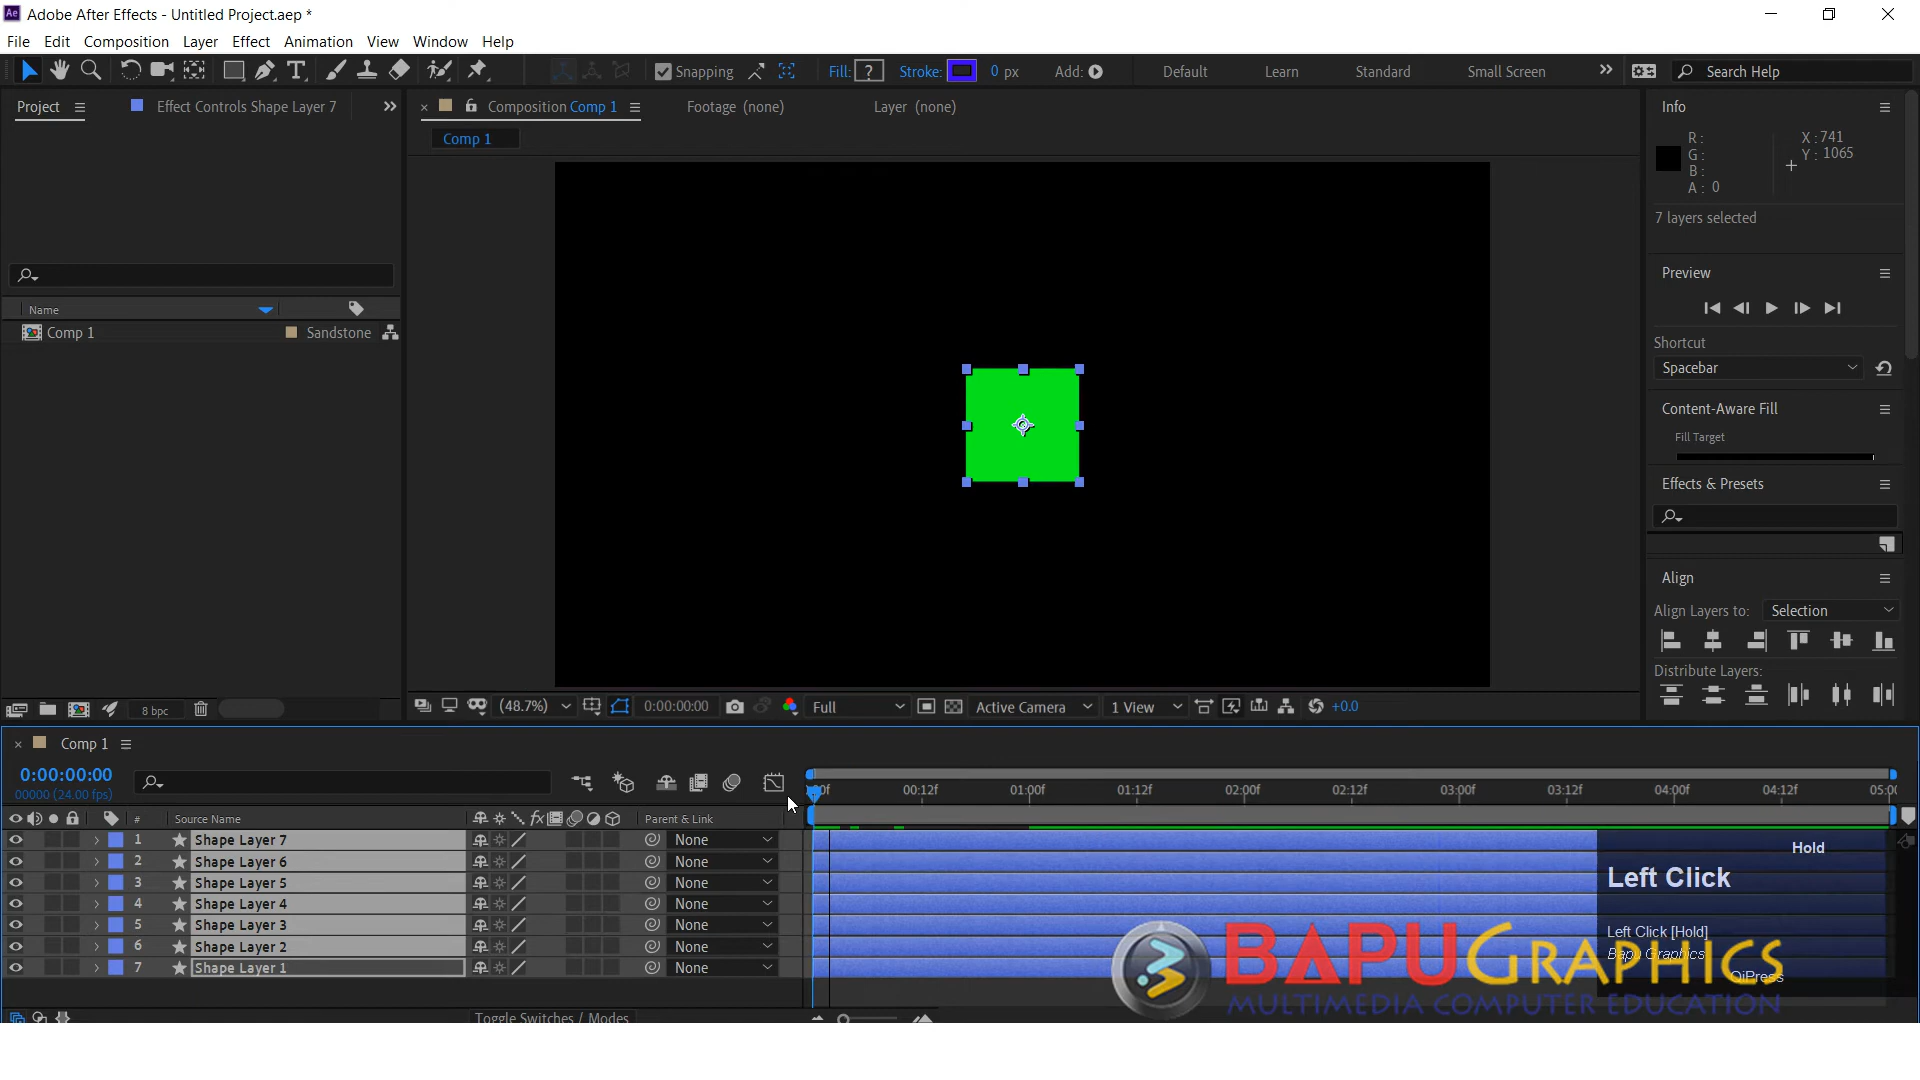 Adobe After Effects - Untitled Project.aep *
File Edit Composition Layer Effect Animation View Window Help
Snapping Fill: ? Stroke: 0 px Add: Default Learn Standard Small Screen Search Help
Project Effect Controls Shape Layer 7
Composition Comp 1 Footage (none) Layer (none)
Comp 1
Info
R :
G :
B :
A : 0
X : 741
Y : 1065
7 layers selected
Preview
Shortcut
Spacebar
Content-Aware Fill
Fill Target
Effects & Presets
Align
Align Layers to: Selection
Distribute Layers:
Name
Comp 1 Sandstone
8 bpc
(48.7%) 0:00:00:00 Full Active Camera 1 View +0.0
Comp 1
0:00:00:00
00000 (24.00 fps)
00:12f 01:00f 01:12f 02:00f 02:12f 03:00f 03:12f 04:00f 04:12f
# Source Name Parent & Link
1 Shape Layer 7 None
2 Shape Layer 6 None
3 Shape Layer 5 None
4 Shape Layer 4 None
5 Shape Layer 3 None
6 Shape Layer 2 None
7 Shape Layer 1 None
Toggle Switches / Modes
Hold
Left Click
Left Click [Hold]
Bapu Graphics
QiPress
BAPU GRAPHICS
MULTIMEDIA COMPUTER EDUCATION